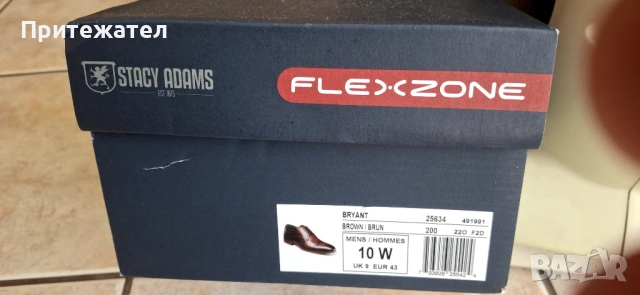 Притежател
STACY ADAMS
EST. 1875
FLEXZONE
BRYANT 25634 491991
BROWN / BRUN 200 22O F2D
MENS / HOMMES
10 W
UK 9 EUR 43
BAZAR